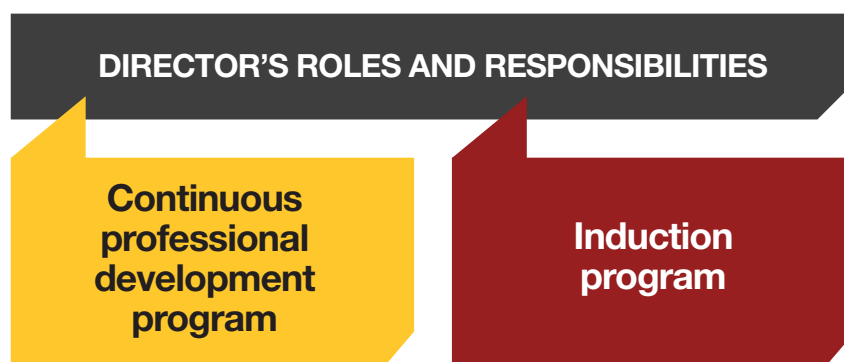 DIRECTOR’S ROLES AND RESPONSIBILITIES
Continuous
professional
development
program
Induction
program